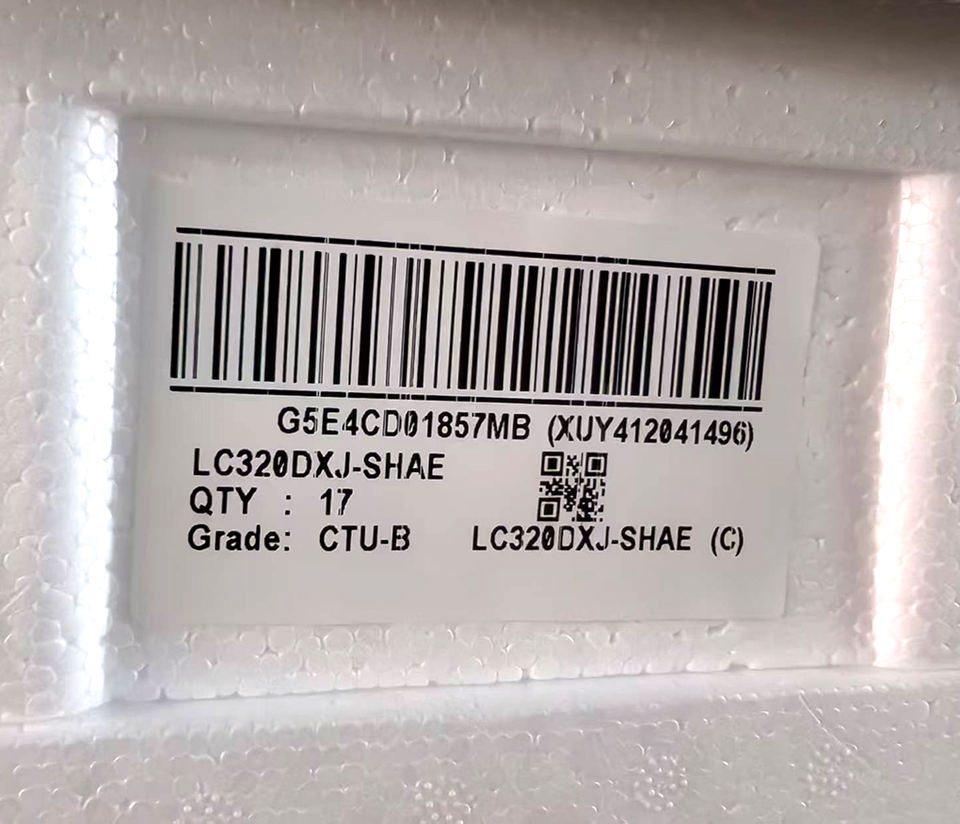 G5E4CD01857MB (XUY412041496)
LC320DXJ-SHAE
QTY : 17
Grade: CTU-B
LC320DXJ-SHAE (C)